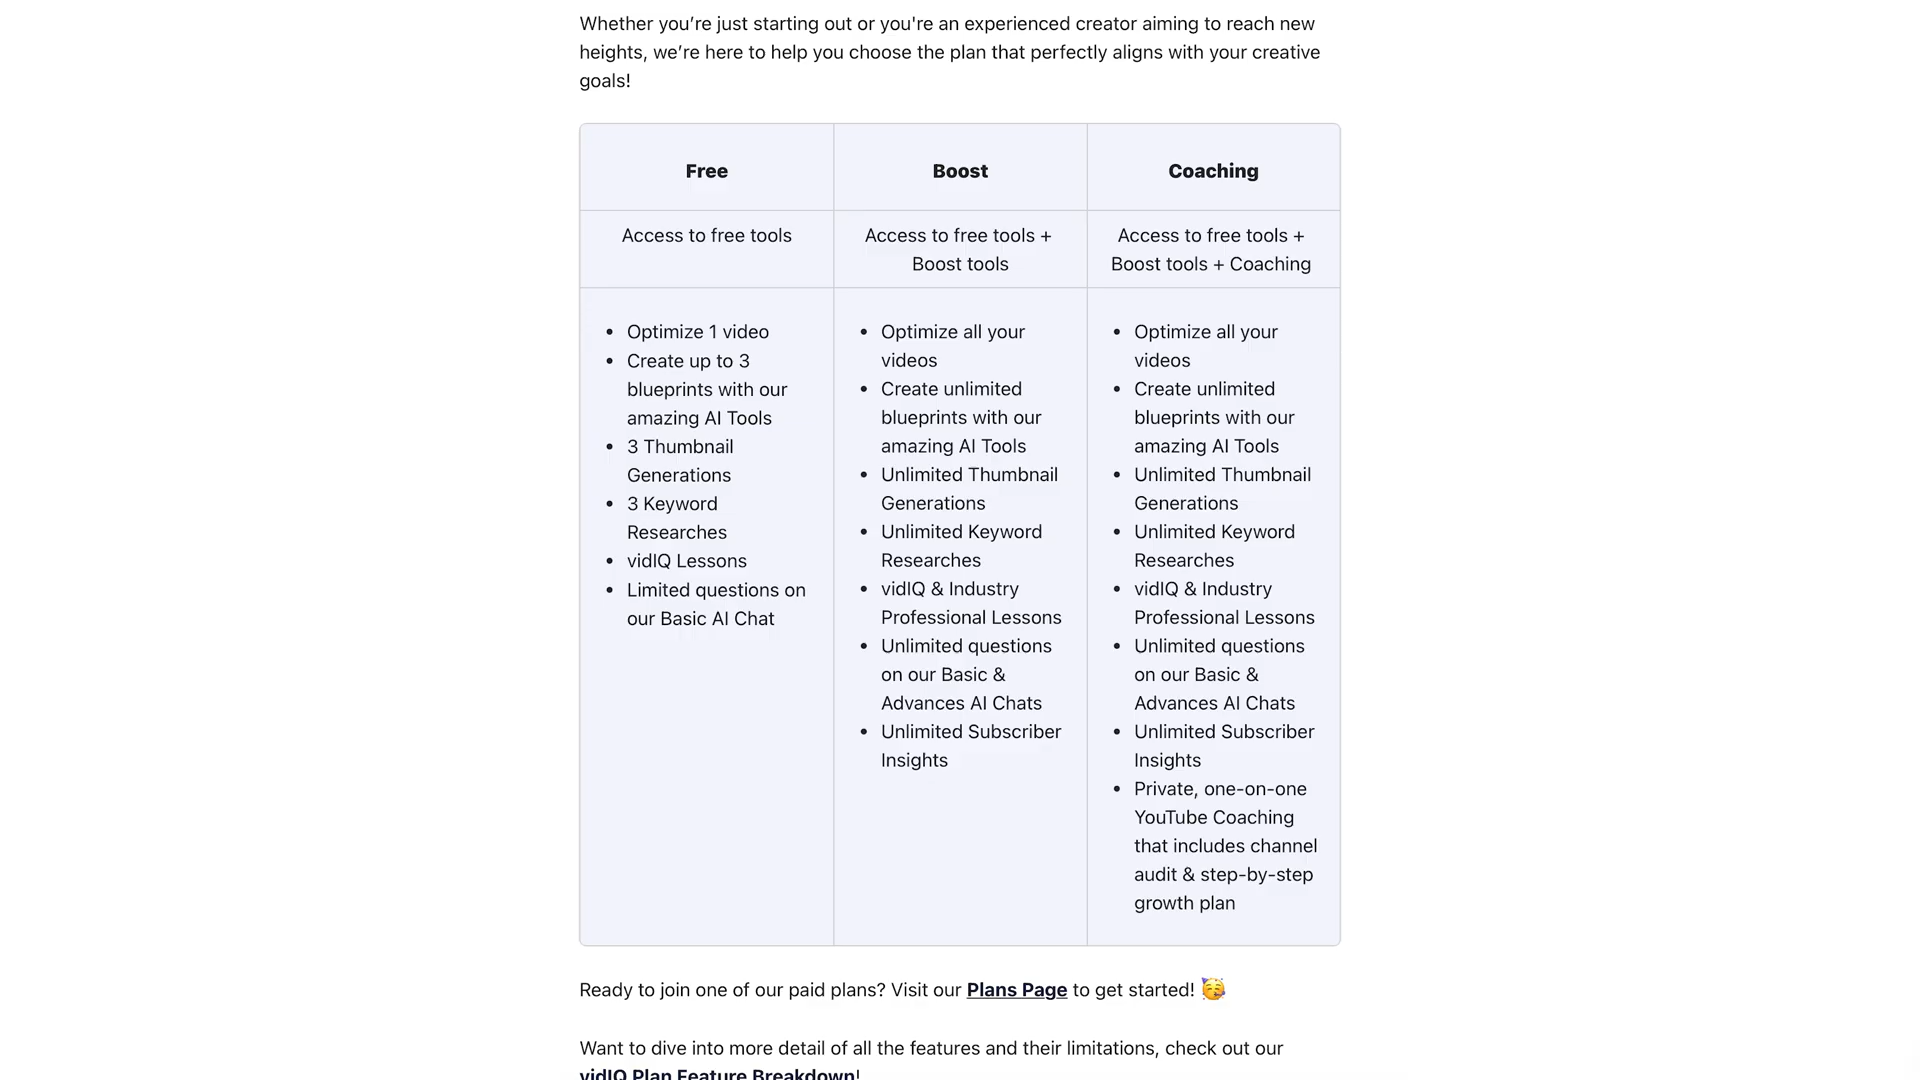 Whether you’re just starting out or you're an experienced creator aiming to reach new
heights, we’re here to help you choose the plan that perfectly aligns with your creative
goals!
Free
Boost
Coaching
Access to free tools
Access to free tools +
Boost tools
Access to free tools +
Boost tools + Coaching
• Optimize 1 video
• Create up to 3
blueprints with our
amazing AI Tools
• 3 Thumbnail
Generations
• 3 Keyword
Researches
• vidIQ Lessons
• Limited questions on
our Basic AI Chat
• Optimize all your
videos
• Create unlimited
blueprints with our
amazing AI Tools
• Unlimited Thumbnail
Generations
• Unlimited Keyword
Researches
• vidIQ & Industry
Professional Lessons
• Unlimited questions
on our Basic &
Advances AI Chats
• Unlimited Subscriber
Insights
• Optimize all your
videos
• Create unlimited
blueprints with our
amazing AI Tools
• Unlimited Thumbnail
Generations
• Unlimited Keyword
Researches
• vidIQ & Industry
Professional Lessons
• Unlimited questions
on our Basic &
Advances AI Chats
• Unlimited Subscriber
Insights
• Private, one-on-one
YouTube Coaching
that includes channel
audit & step-by-step
growth plan
Ready to join one of our paid plans? Visit our Plans Page to get started! 🥳
Want to dive into more detail of all the features and their limitations, check out our
vidIQ Plan Feature Breakdown!